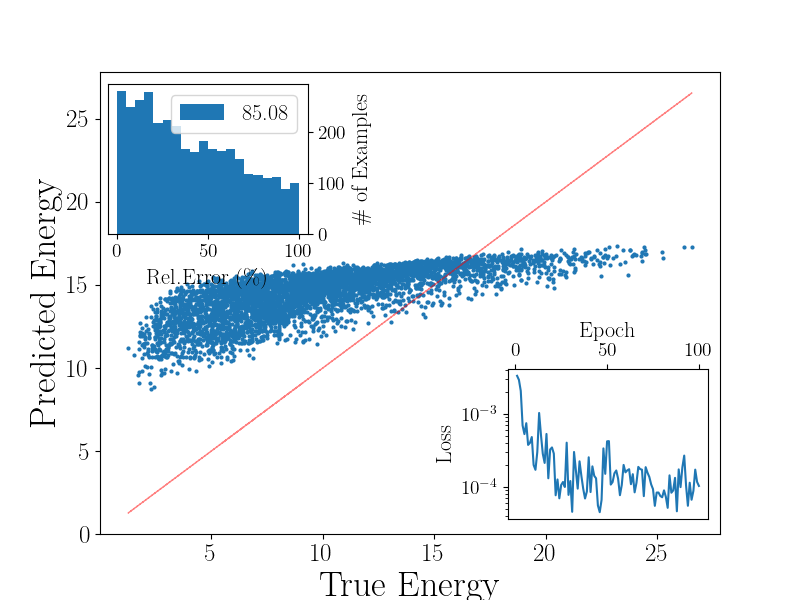 85.08
200
100
0
# of Examples
0 50 100
Rel.Error (%)
25
20
15
10
5
0
Predicted Energy
Epoch
0 50 100
10⁻³
10⁻⁴
Loss
5 10 15 20 25
True Energy